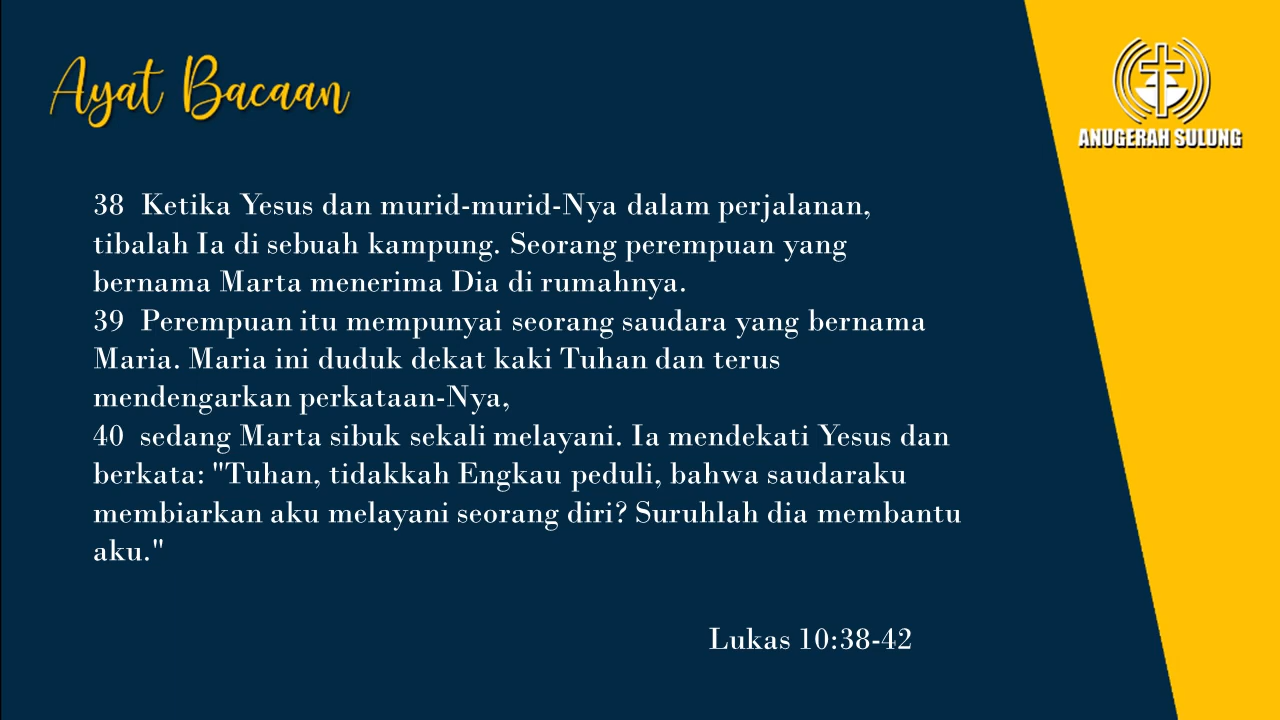 Ayat Bacaan
ANUGERAH SULUNG
38  Ketika Yesus dan murid-murid-Nya dalam perjalanan,
tibalah Ia di sebuah kampung. Seorang perempuan yang
bernama Marta menerima Dia di rumahnya.
39  Perempuan itu mempunyai seorang saudara yang bernama
Maria. Maria ini duduk dekat kaki Tuhan dan terus
mendengarkan perkataan-Nya,
40  sedang Marta sibuk sekali melayani. Ia mendekati Yesus dan
berkata: "Tuhan, tidakkah Engkau peduli, bahwa saudaraku
membiarkan aku melayani seorang diri? Suruhlah dia membantu
aku."
Lukas 10:38-42